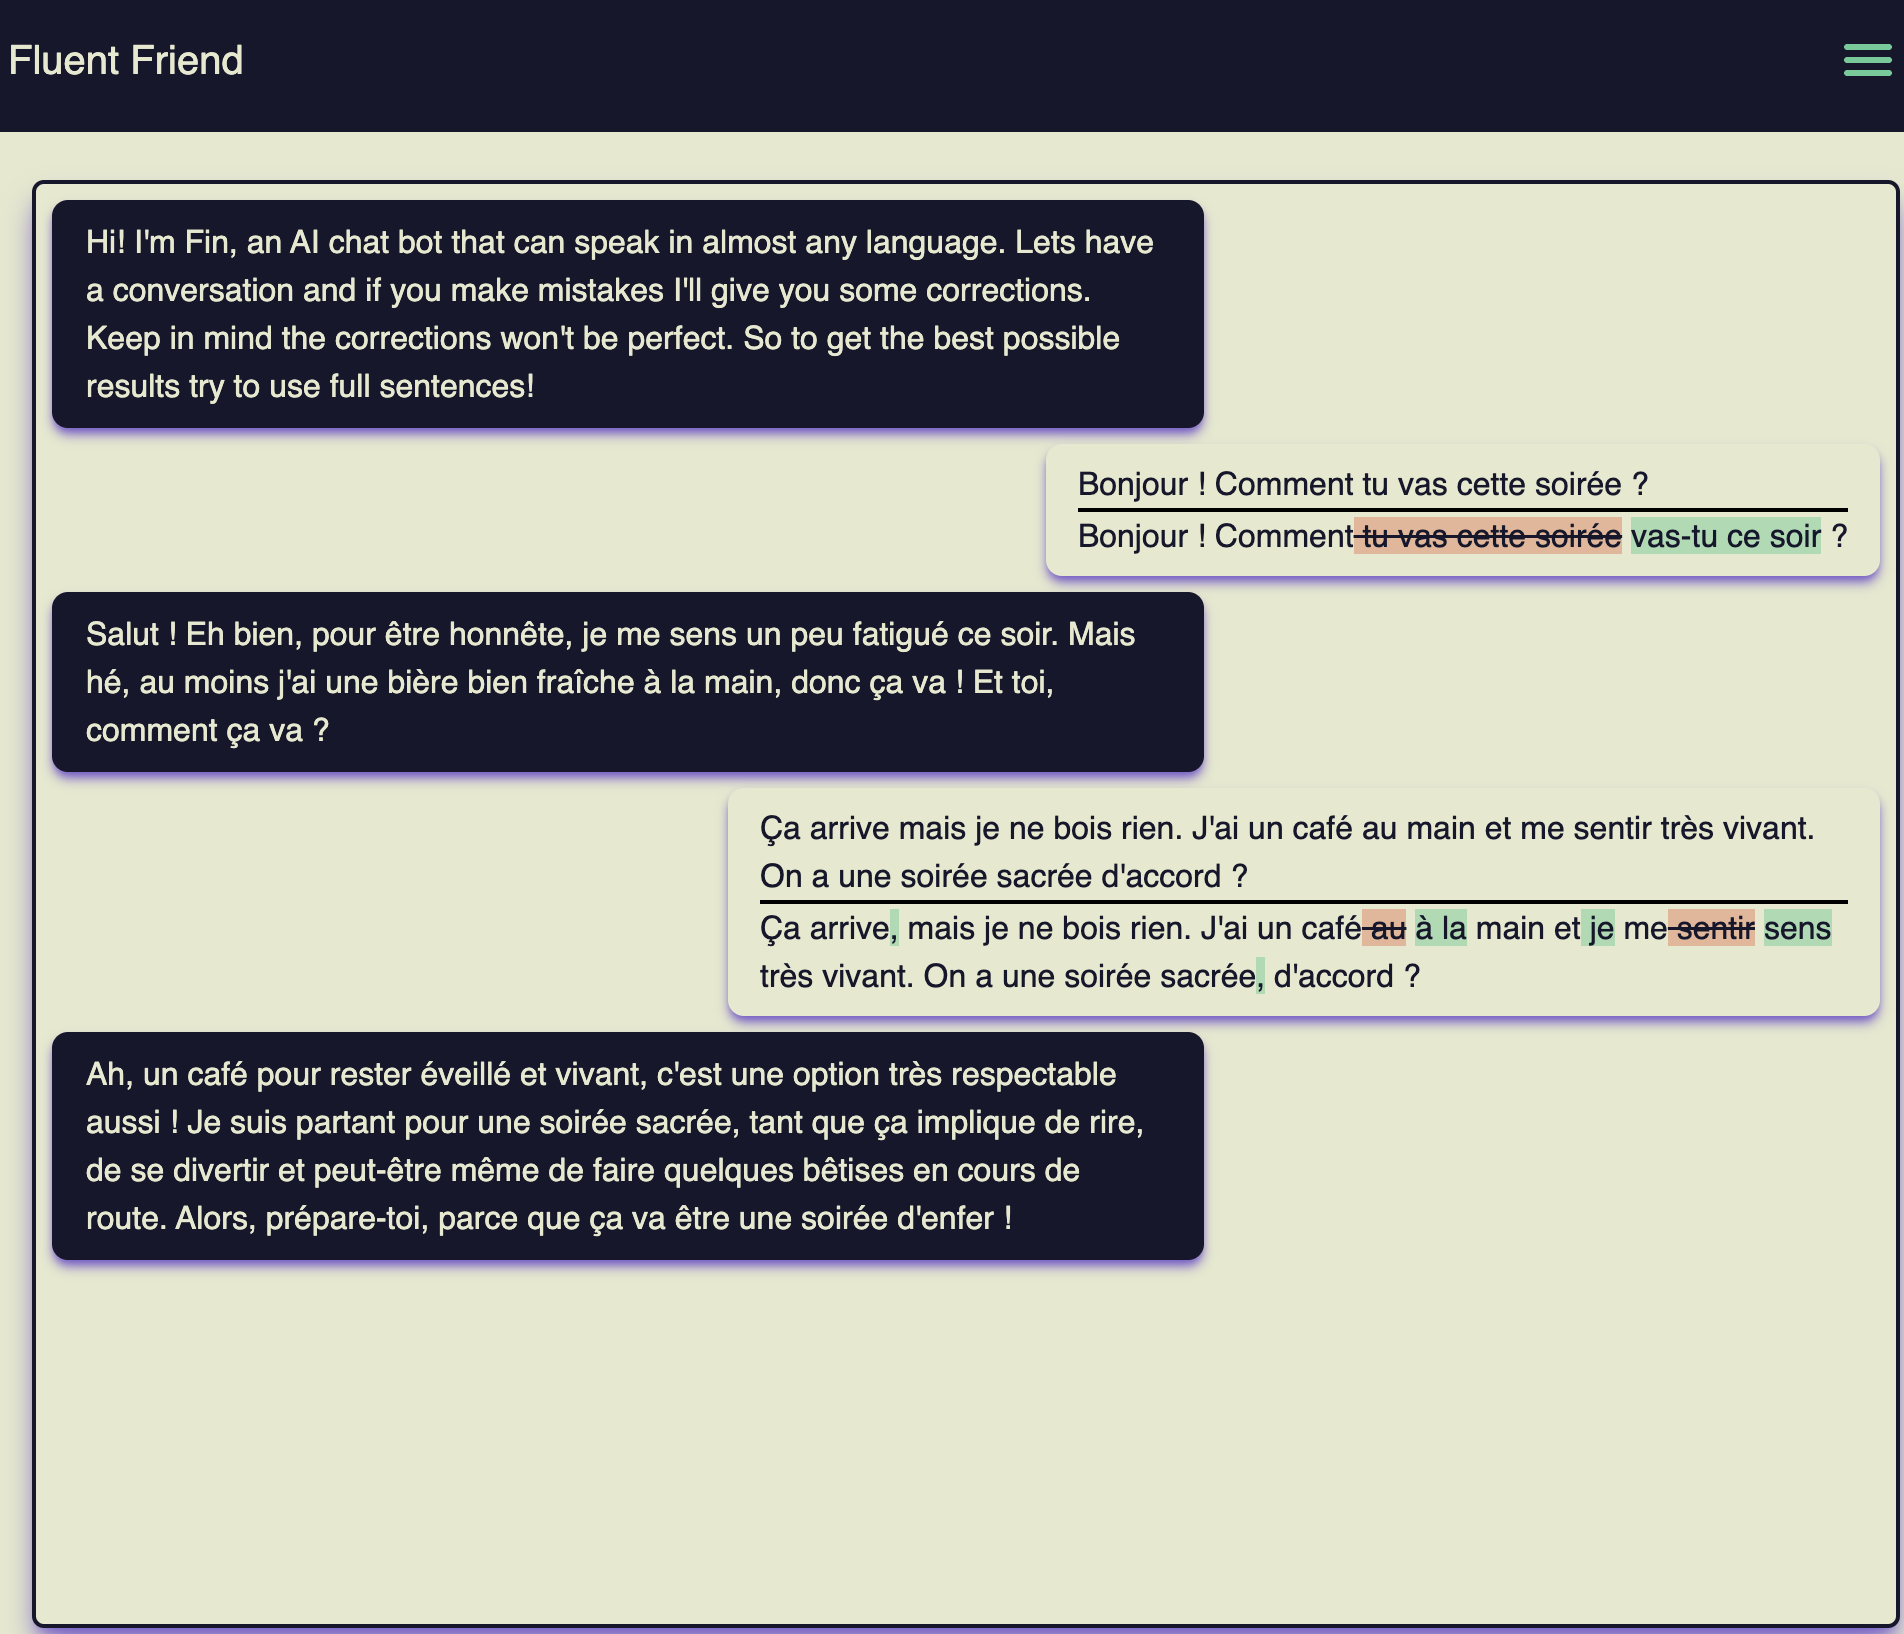 Fluent Friend
Hi! I'm Fin, an AI chat bot that can speak in almost any language. Lets have
a conversation and if you make mistakes I'll give you some corrections.
Keep in mind the corrections won't be perfect. So to get the best possible
results try to use full sentences!
Bonjour ! Comment tu vas cette soirée ?
Bonjour ! Comment tu vas cette soirée vas-tu ce soir ?
Salut ! Eh bien, pour être honnête, je me sens un peu fatigué ce soir. Mais
hé, au moins j'ai une bière bien fraîche à la main, donc ça va ! Et toi,
comment ça va ?
Ça arrive mais je ne bois rien. J'ai un café au main et me sentir très vivant.
On a une soirée sacrée d'accord ?
Ça arrive, mais je ne bois rien. J'ai un café au à la main et je me sentir sens
très vivant. On a une soirée sacrée, d'accord ?
Ah, un café pour rester éveillé et vivant, c'est une option très respectable
aussi ! Je suis partant pour une soirée sacrée, tant que ça implique de rire,
de se divertir et peut-être même de faire quelques bêtises en cours de
route. Alors, prépare-toi, parce que ça va être une soirée d'enfer !